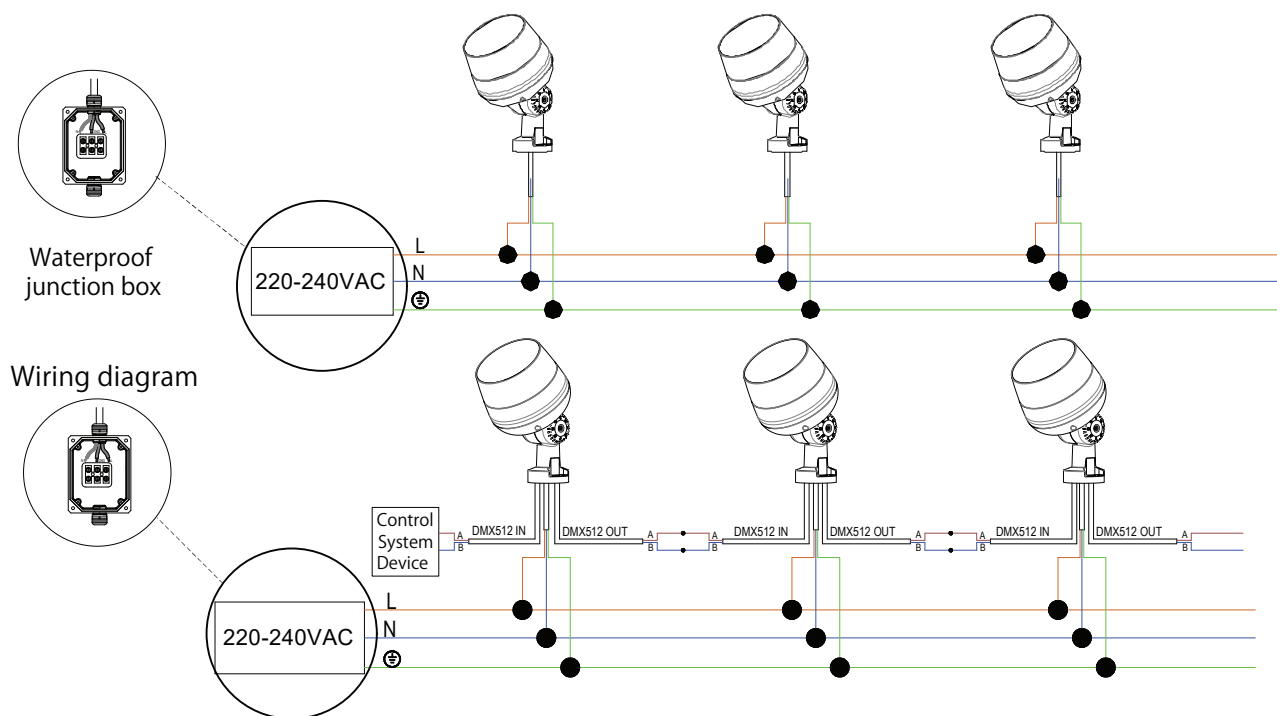 Waterproof
junction box
220-240VAC
L
N
Wiring diagram
Control
System
Device
A
B
DMX512 IN
DMX512 OUT
A
B
A
B
DMX512 IN
DMX512 OUT
A
B
A
B
DMX512 IN
DMX512 OUT
A
B
220-240VAC
L
N